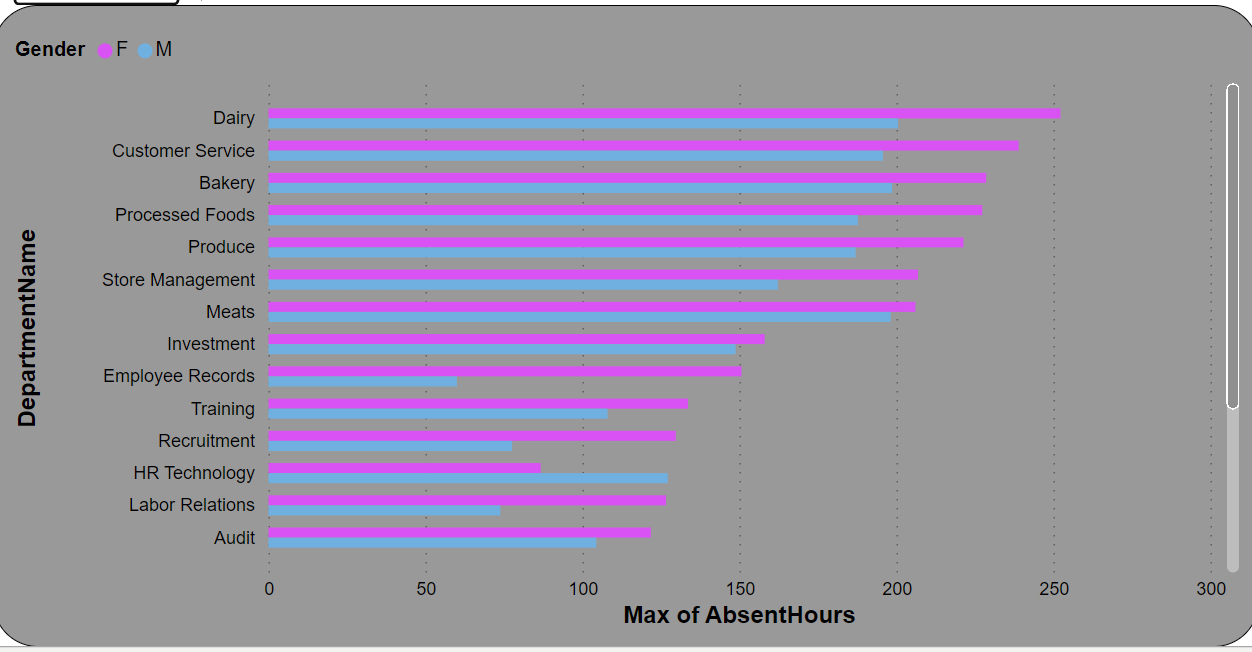 Gender F M
Dairy
Customer Service
Bakery
Processed Foods
Produce
Store Management
Meats
Investment
Employee Records
Training
Recruitment
HR Technology
Labor Relations
Audit
DepartmentName
0 50 100 150 200 250 300
Max of AbsentHours